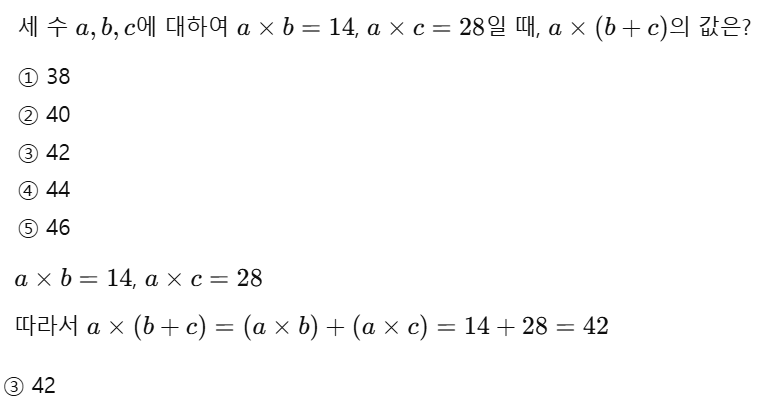 세 수 a, b, c에 대하여 a × b = 14, a × c = 28일 때, a × (b + c)의 값은?
① 38
② 40
③ 42
④ 44
⑤ 46
a × b = 14, a × c = 28
따라서 a × (b + c) = (a × b) + (a × c) = 14 + 28 = 42
③ 42